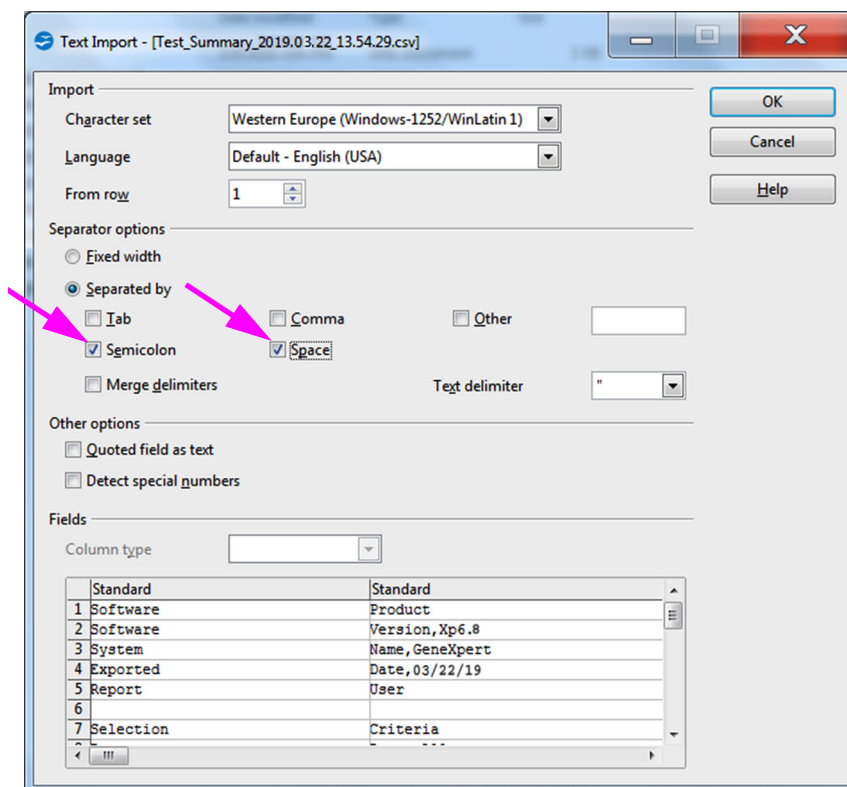 Text Import - [Test_Summary_2019.03.22_13.54.29.csv]
X
Import
OK
Character set Western Europe (Windows-1252/WinLatin 1)
Cancel
Language Default - English (USA)
From row 1
Help
Separator options
Fixed width
Separated by
Tab Comma Other
Semicolon Space
Merge delimiters Text delimiter "
Other options
Quoted field as text
Detect special numbers
Fields
Column type
Standard Standard
1 Software Product
2 Software Version,Xp6.8
3 System Name,GeneXpert
4 Exported Date,03/22/19
5 Report User
6
7 Selection Criteria